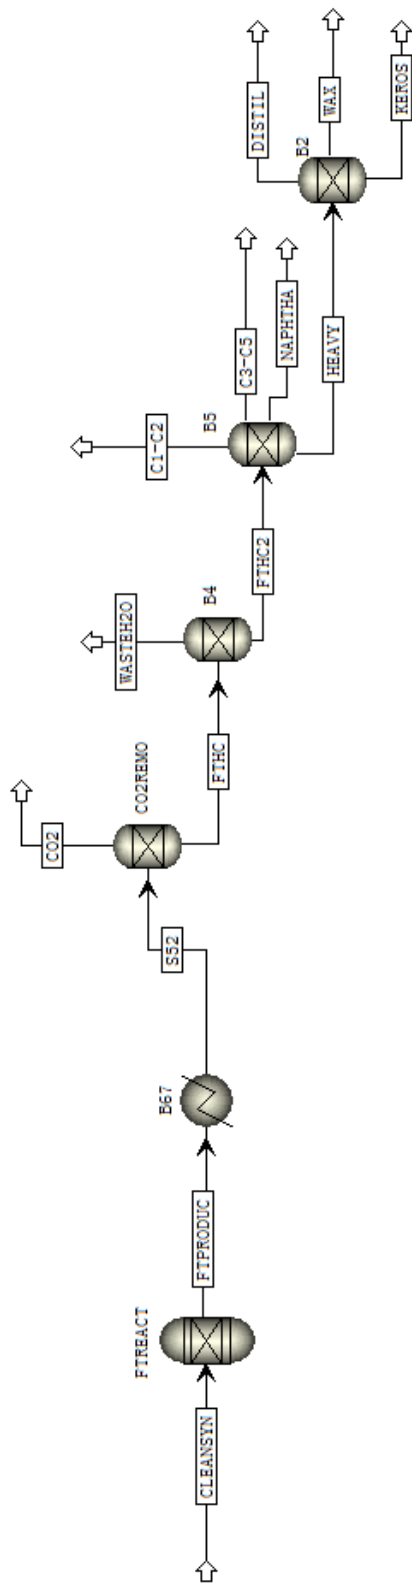 CLEANSYN
FTREACT
FTPRODUC
B67
S52
CO2REMO
CO2
FTHC
B4
WASTEH2O
FTHC2
B5
C1-C2
C3-C5
NAPHTHA
HEAVY
B2
DISTIL
WAX
KEROS